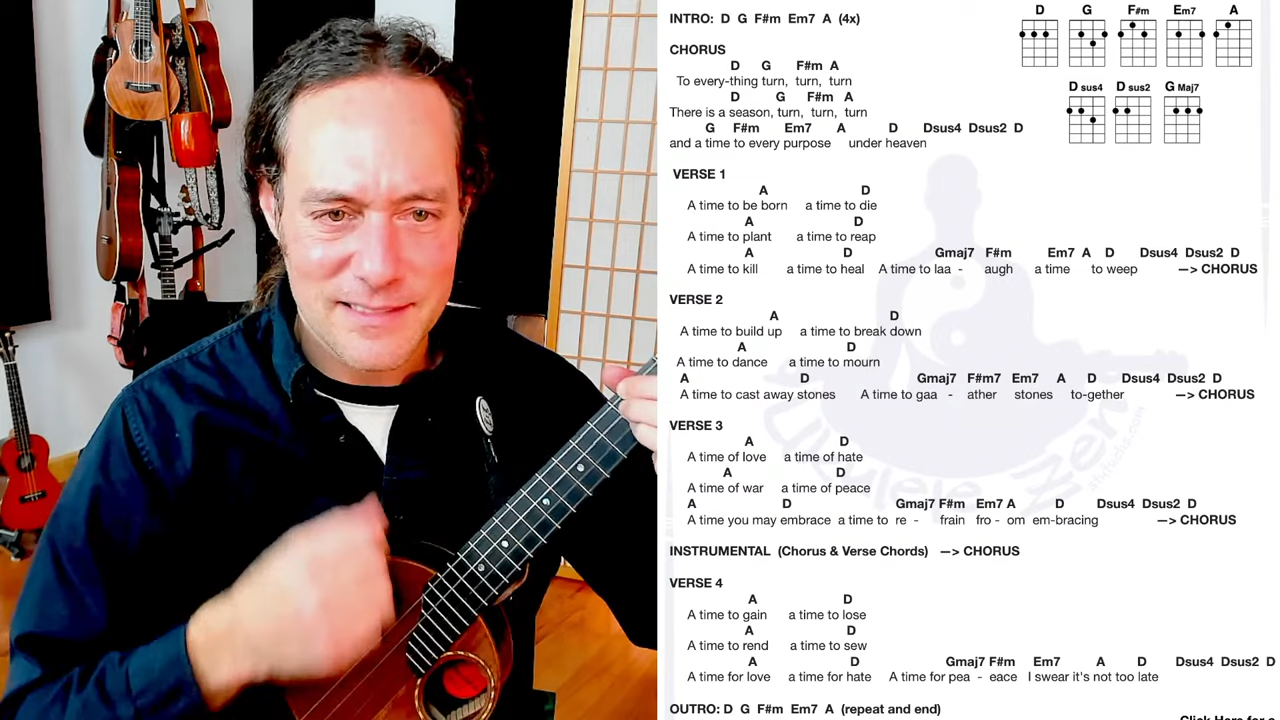 INTRO: D G F#m Em7 A (4x)
D G F#m Em7 A
D sus4 D sus2 G Maj7
CHORUS
D G F#m A
To every-thing turn, turn, turn
D G F#m A
There is a season, turn, turn, turn
G F#m Em7 A D Dsus4 Dsus2 D
and a time to every purpose under heaven
VERSE 1
A D
A time to be born a time to die
A D
A time to plant a time to reap
A D Gmaj7 F#m Em7 A D Dsus4 Dsus2 D
A time to kill a time to heal A time to laa - augh a time to weep —> CHORUS
VERSE 2
A D
A time to build up a time to break down
A D
A time to dance a time to mourn
A D Gmaj7 F#m7 Em7 A D Dsus4 Dsus2 D
A time to cast away stones A time to gaa - ather stones to-gether —> CHORUS
VERSE 3
A D
A time of love a time of hate
A D
A time of war a time of peace
A D Gmaj7 F#m Em7 A D Dsus4 Dsus2 D
A time you may embrace a time to re - frain fro - om em-bracing —> CHORUS
INSTRUMENTAL (Chorus & Verse Chords) —> CHORUS
VERSE 4
A D
A time to gain a time to lose
A D
A time to rend a time to sew
A D Gmaj7 F#m Em7 A D Dsus4 Dsus2 D
A time for love a time for hate A time for pea - eace I swear it's not too late
OUTRO: D G F#m Em7 A (repeat and end)
Ukulele Zen